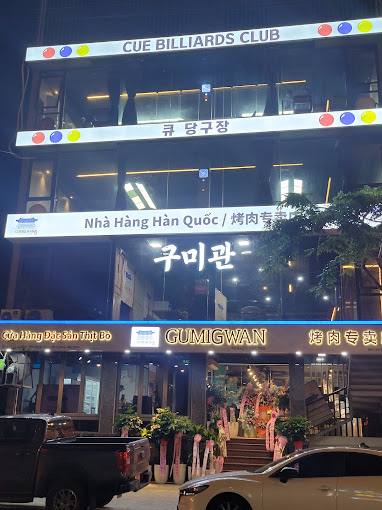 CUE BILLIARDS CLUB
큐 당구장
Nhà Hàng Hàn Quốc / 烤肉专卖
구미관
Cửa Hàng Đặc Sản Thịt Bò
GUMIGWAN
烤肉专卖